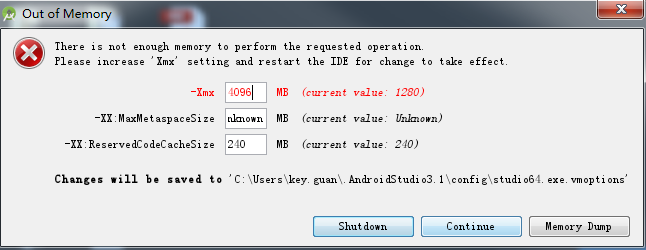 Out of Memory
There is not enough memory to perform the requested operation.
Please increase 'Xmx' setting and restart the IDE for change to take effect.
-Xmx 4096 MB (current value: 1280)
-XX:MaxMetaspaceSize nknown MB (current value: Unknown)
-XX:ReservedCodeCacheSize 240 MB (current value: 240)
Changes will be saved to 'C:\Users\key.guan\.AndroidStudio3.1\config\studio64.exe.vmoptions'
Shutdown Continue Memory Dump